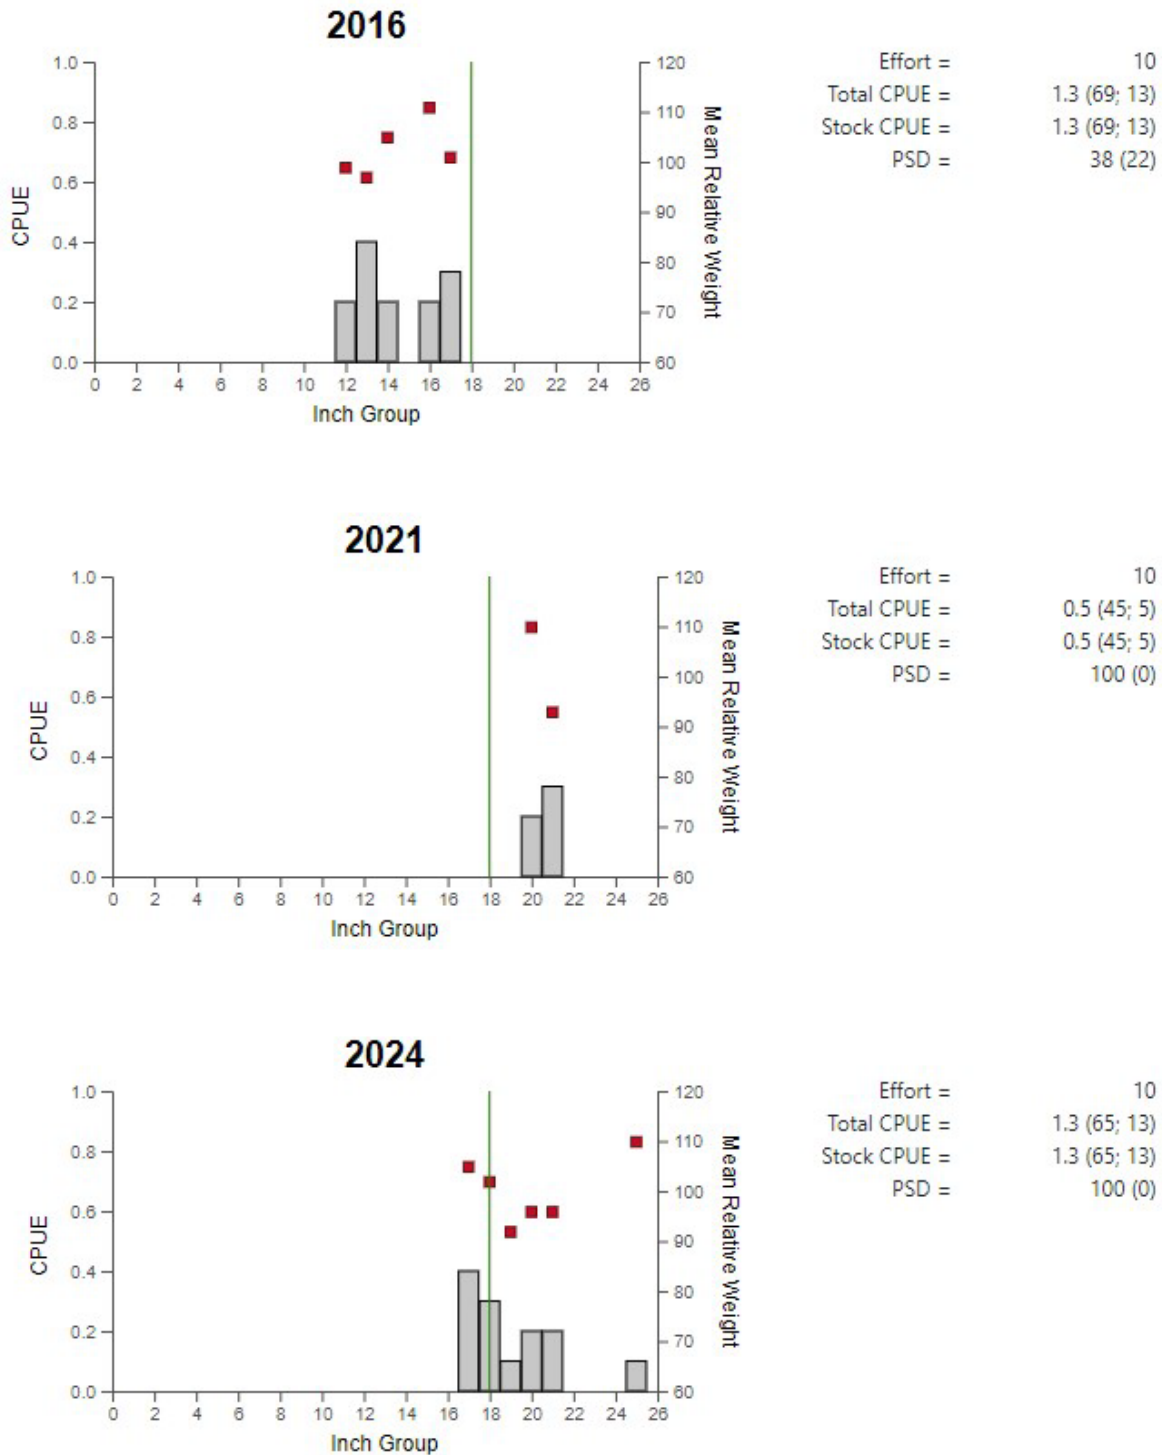 2016
1.0
0.8
0.6
0.4
0.2
0.0
CPUE
0 2 4 6 8 10 12 14 16 18 20 22 24 26
Inch Group
120
110
100
90
80
70
60
Mean Relative Weight
Effort = 10
Total CPUE = 1.3 (69; 13)
Stock CPUE = 1.3 (69; 13)
PSD = 38 (22)
2021
1.0
0.8
0.6
0.4
0.2
0.0
CPUE
0 2 4 6 8 10 12 14 16 18 20 22 24 26
Inch Group
120
110
100
90
80
70
60
Mean Relative Weight
Effort = 10
Total CPUE = 0.5 (45; 5)
Stock CPUE = 0.5 (45; 5)
PSD = 100 (0)
2024
1.0
0.8
0.6
0.4
0.2
0.0
CPUE
0 2 4 6 8 10 12 14 16 18 20 22 24 26
Inch Group
120
110
100
90
80
70
60
Mean Relative Weight
Effort = 10
Total CPUE = 1.3 (65; 13)
Stock CPUE = 1.3 (65; 13)
PSD = 100 (0)